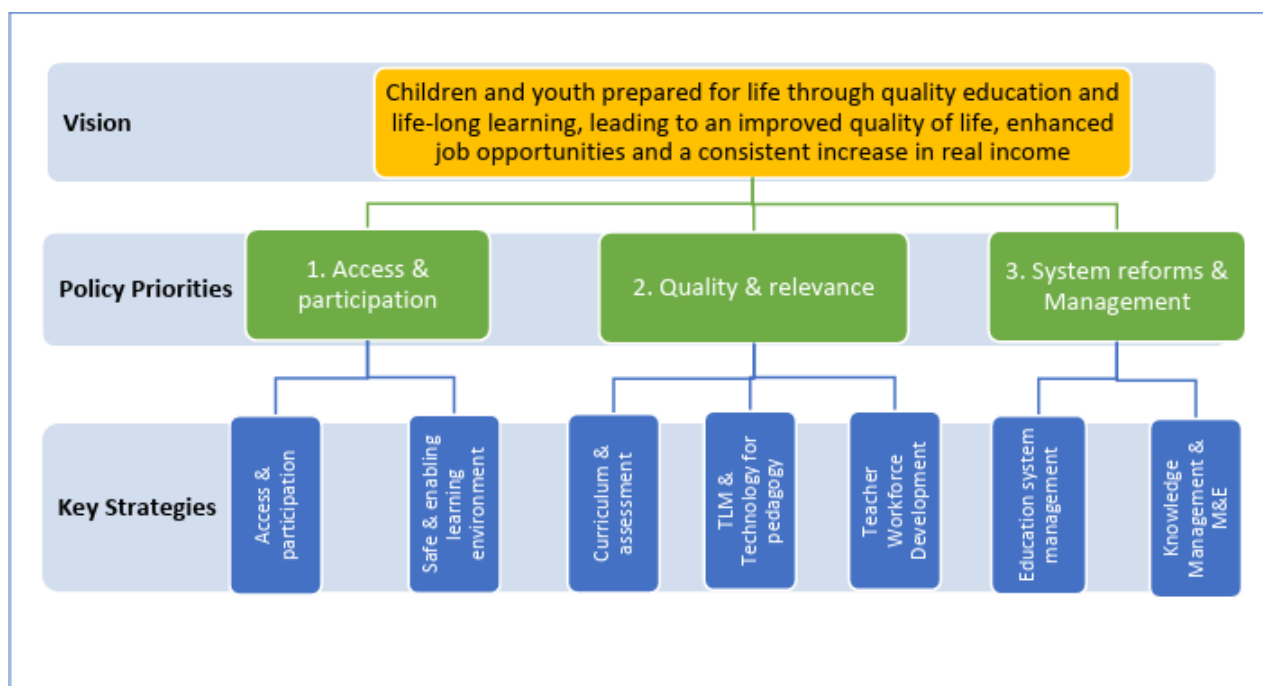 Vision
Children and youth prepared for life through quality education and
life-long learning, leading to an improved quality of life, enhanced
job opportunities and a consistent increase in real income
Policy Priorities
1. Access &
participation
2. Quality & relevance
3. System reforms &
Management
Key Strategies
Access &
participation
Safe & enabling
learning
environment
Curriculum &
assessment
TLM &
Technology for
pedagogy
Teacher
Workforce
Development
Education system
management
Knowledge
Management &
M&E